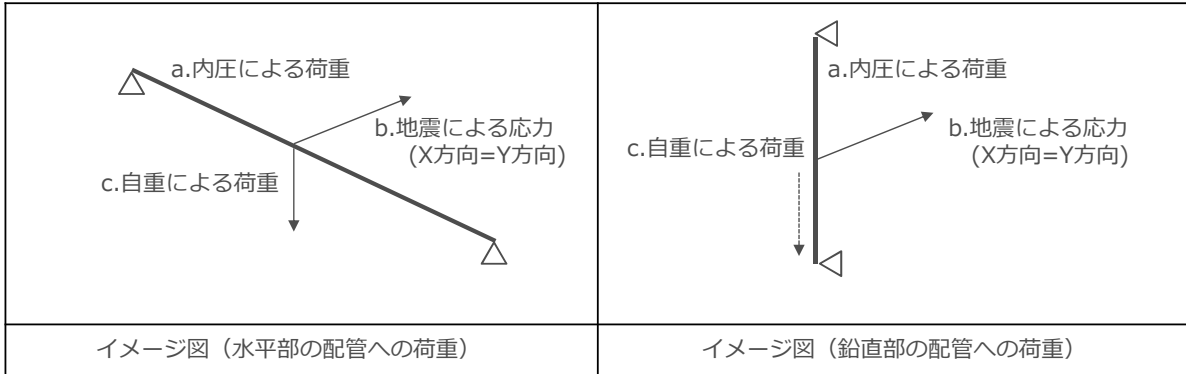 a.内圧による荷重
b.地震による応力
(X方向=Y方向)
c.自重による荷重
a.内圧による荷重
b.地震による応力
(X方向=Y方向)
c.自重による荷重
イメージ図（水平部の配管への荷重）
イメージ図（鉛直部の配管への荷重）